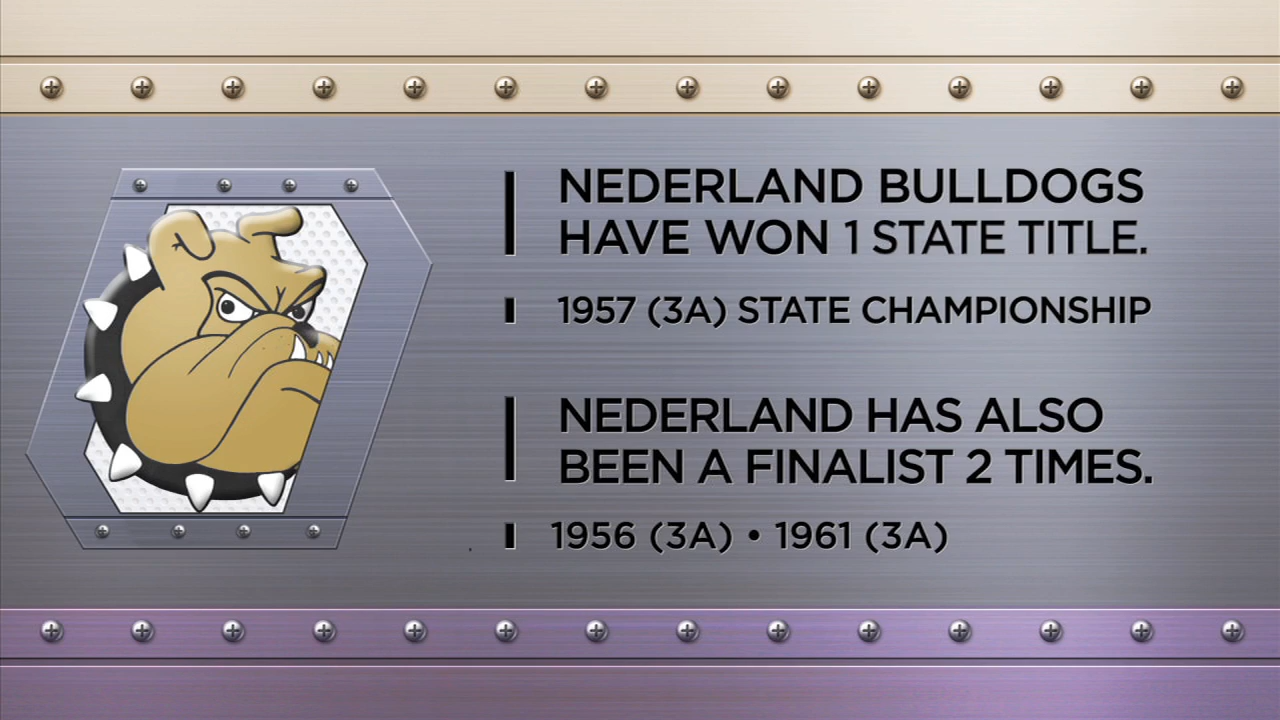 NEDERLAND BULLDOGS
HAVE WON 1 STATE TITLE.
1957 (3A) STATE CHAMPIONSHIP
NEDERLAND HAS ALSO
BEEN A FINALIST 2 TIMES.
1956 (3A) • 1961 (3A)